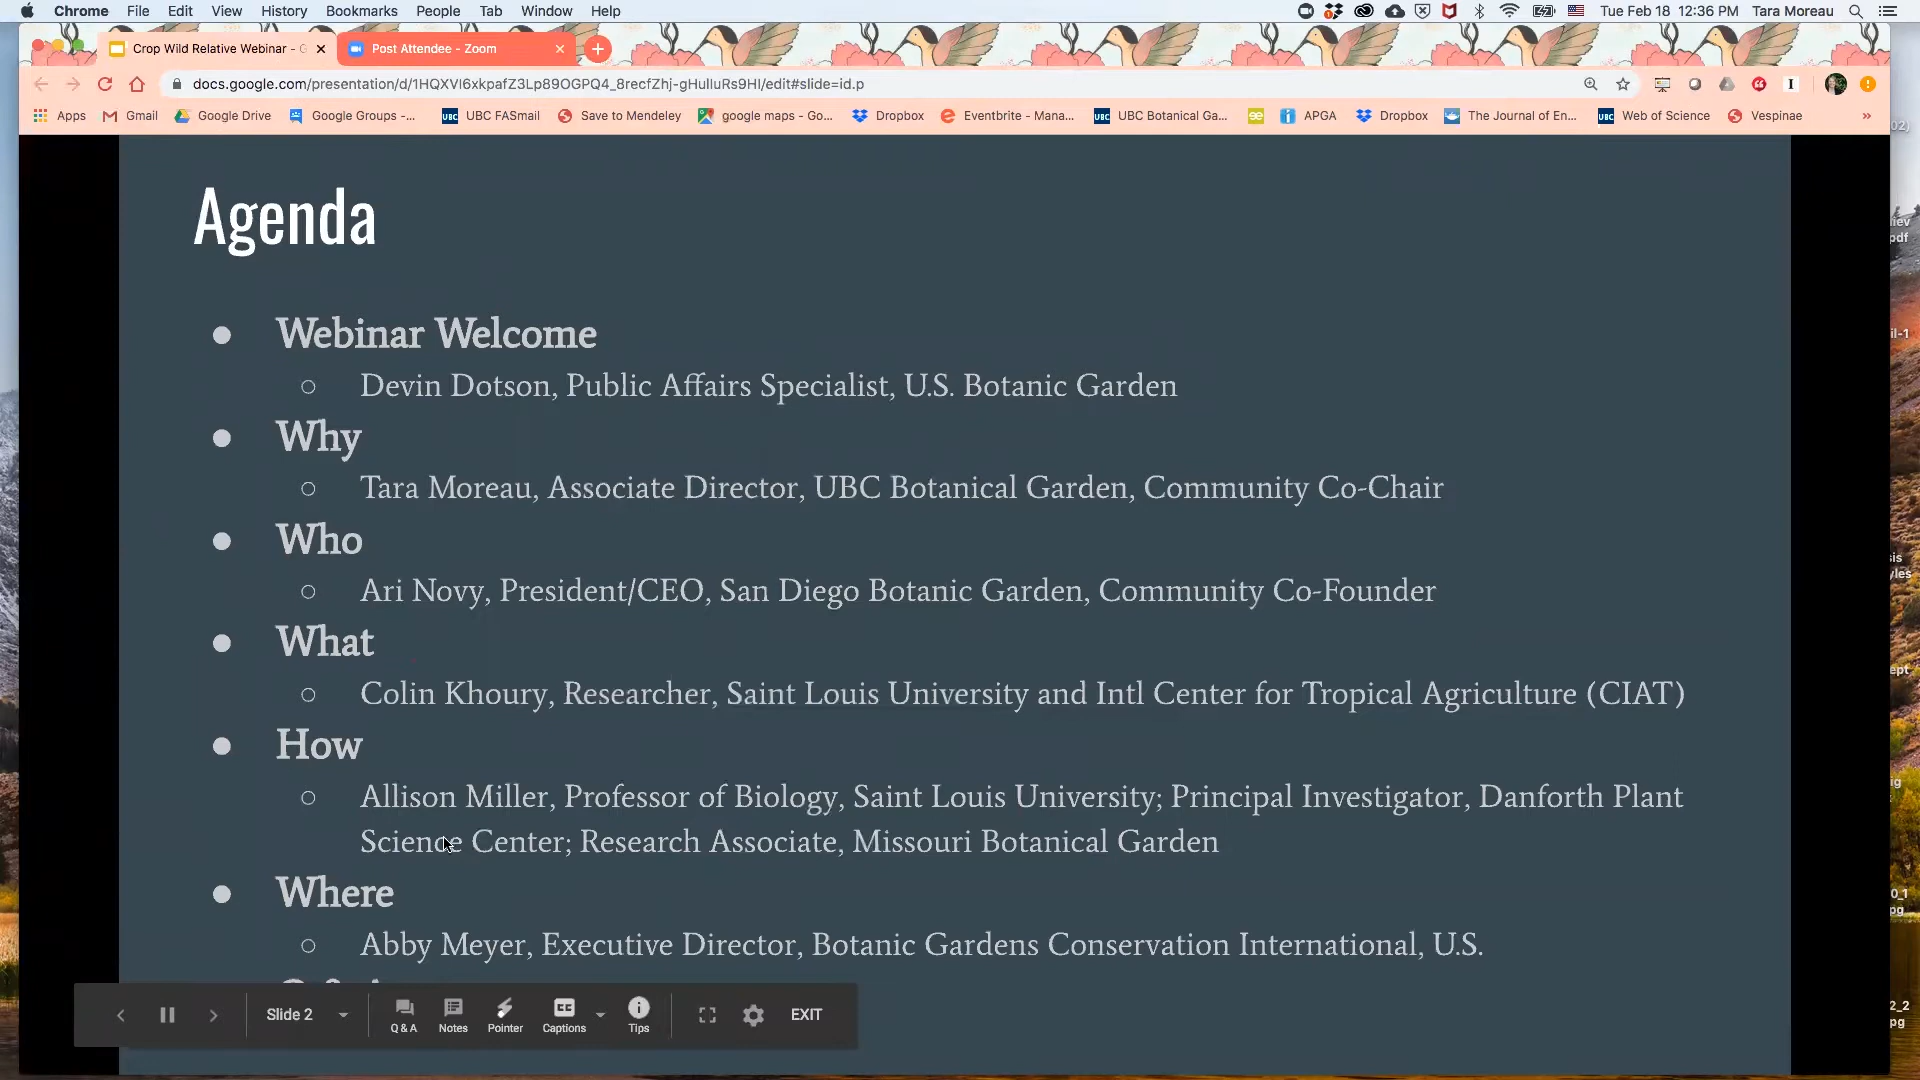 Chrome File Edit View History Bookmarks People Tab Window Help Tue Feb 18 12:36 PM Tara Moreau
Crop Wild Relative Webinar - G Post Attendee - Zoom
docs.google.com/presentation/d/1HQXVl6xkpafZ3Lp89OGPQ4_8recfZhj-gHulluRs9HI/edit#slide=id.p
Apps Gmail Google Drive Google Groups -... UBC FASmail Save to Mendeley google maps - Go... Dropbox Eventbrite - Mana... UBC Botanical Ga... APGA Dropbox The Journal of En... Web of Science Vespinae »
Agenda
● Webinar Welcome
○ Devin Dotson, Public Affairs Specialist, U.S. Botanic Garden
● Why
○ Tara Moreau, Associate Director, UBC Botanical Garden, Community Co-Chair
● Who
○ Ari Novy, President/CEO, San Diego Botanic Garden, Community Co-Founder
● What
○ Colin Khoury, Researcher, Saint Louis University and Intl Center for Tropical Agriculture (CIAT)
● How
○ Allison Miller, Professor of Biology, Saint Louis University; Principal Investigator, Danforth Plant
Science Center; Research Associate, Missouri Botanical Garden
● Where
○ Abby Meyer, Executive Director, Botanic Gardens Conservation International, U.S.
Slide 2 Q & A Notes Pointer CC Captions Tips EXIT